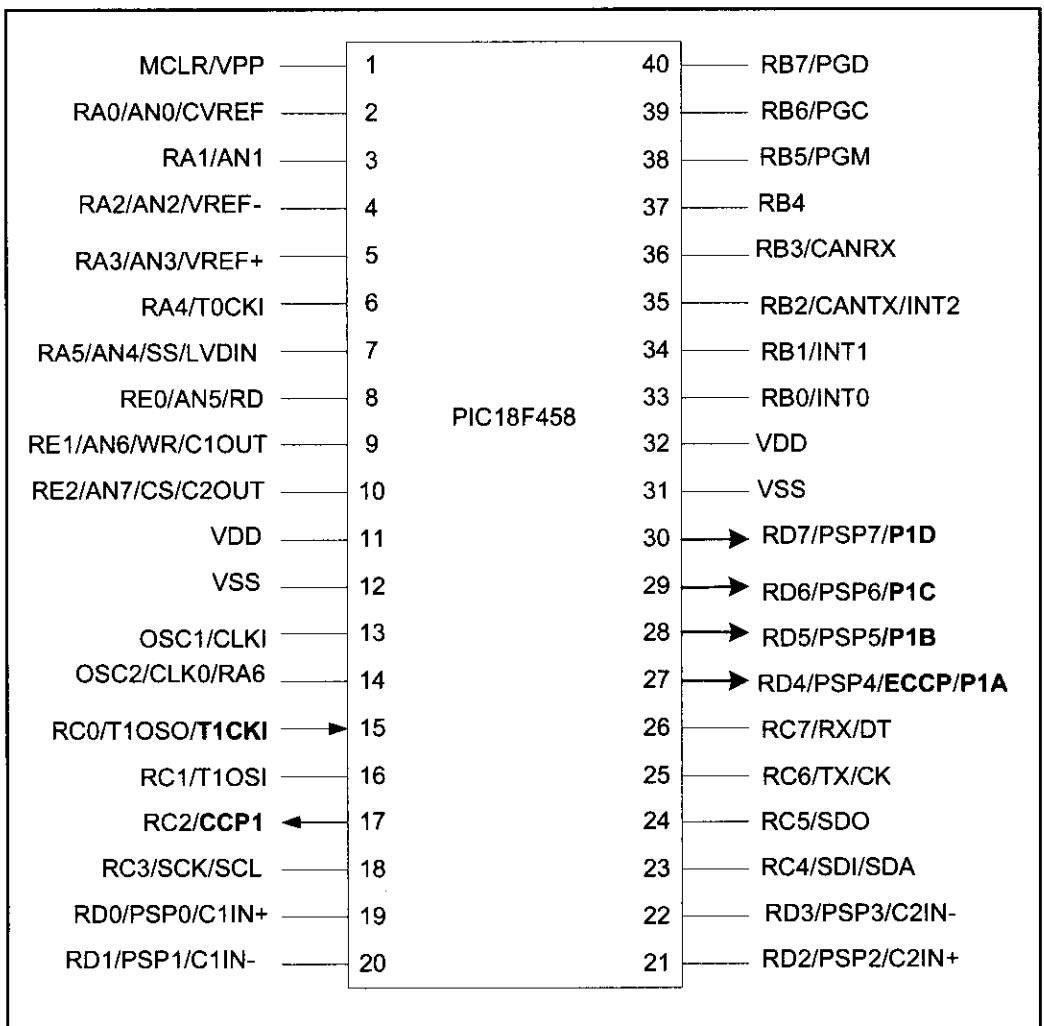 MCLR/VPP 1 40 RB7/PGD
RA0/AN0/CVREF 2 39 RB6/PGC
RA1/AN1 3 38 RB5/PGM
RA2/AN2/VREF- 4 37 RB4
RA3/AN3/VREF+ 5 36 RB3/CANRX
RA4/T0CKI 6 35 RB2/CANTX/INT2
RA5/AN4/SS/LVDIN 7 34 RB1/INT1
RE0/AN5/RD 8 33 RB0/INT0
PIC18F458
RE1/AN6/WR/C1OUT 9 32 VDD
RE2/AN7/CS/C2OUT 10 31 VSS
VDD 11 30 RD7/PSP7/P1D
VSS 12 29 RD6/PSP6/P1C
OSC1/CLKI 13 28 RD5/PSP5/P1B
OSC2/CLK0/RA6 14 27 RD4/PSP4/ECCP/P1A
RC0/T1OSO/T1CKI 15 26 RC7/RX/DT
RC1/T1OSI 16 25 RC6/TX/CK
RC2/CCP1 17 24 RC5/SDO
RC3/SCK/SCL 18 23 RC4/SDI/SDA
RD0/PSP0/C1IN+ 19 22 RD3/PSP3/C2IN-
RD1/PSP1/C1IN- 20 21 RD2/PSP2/C2IN+